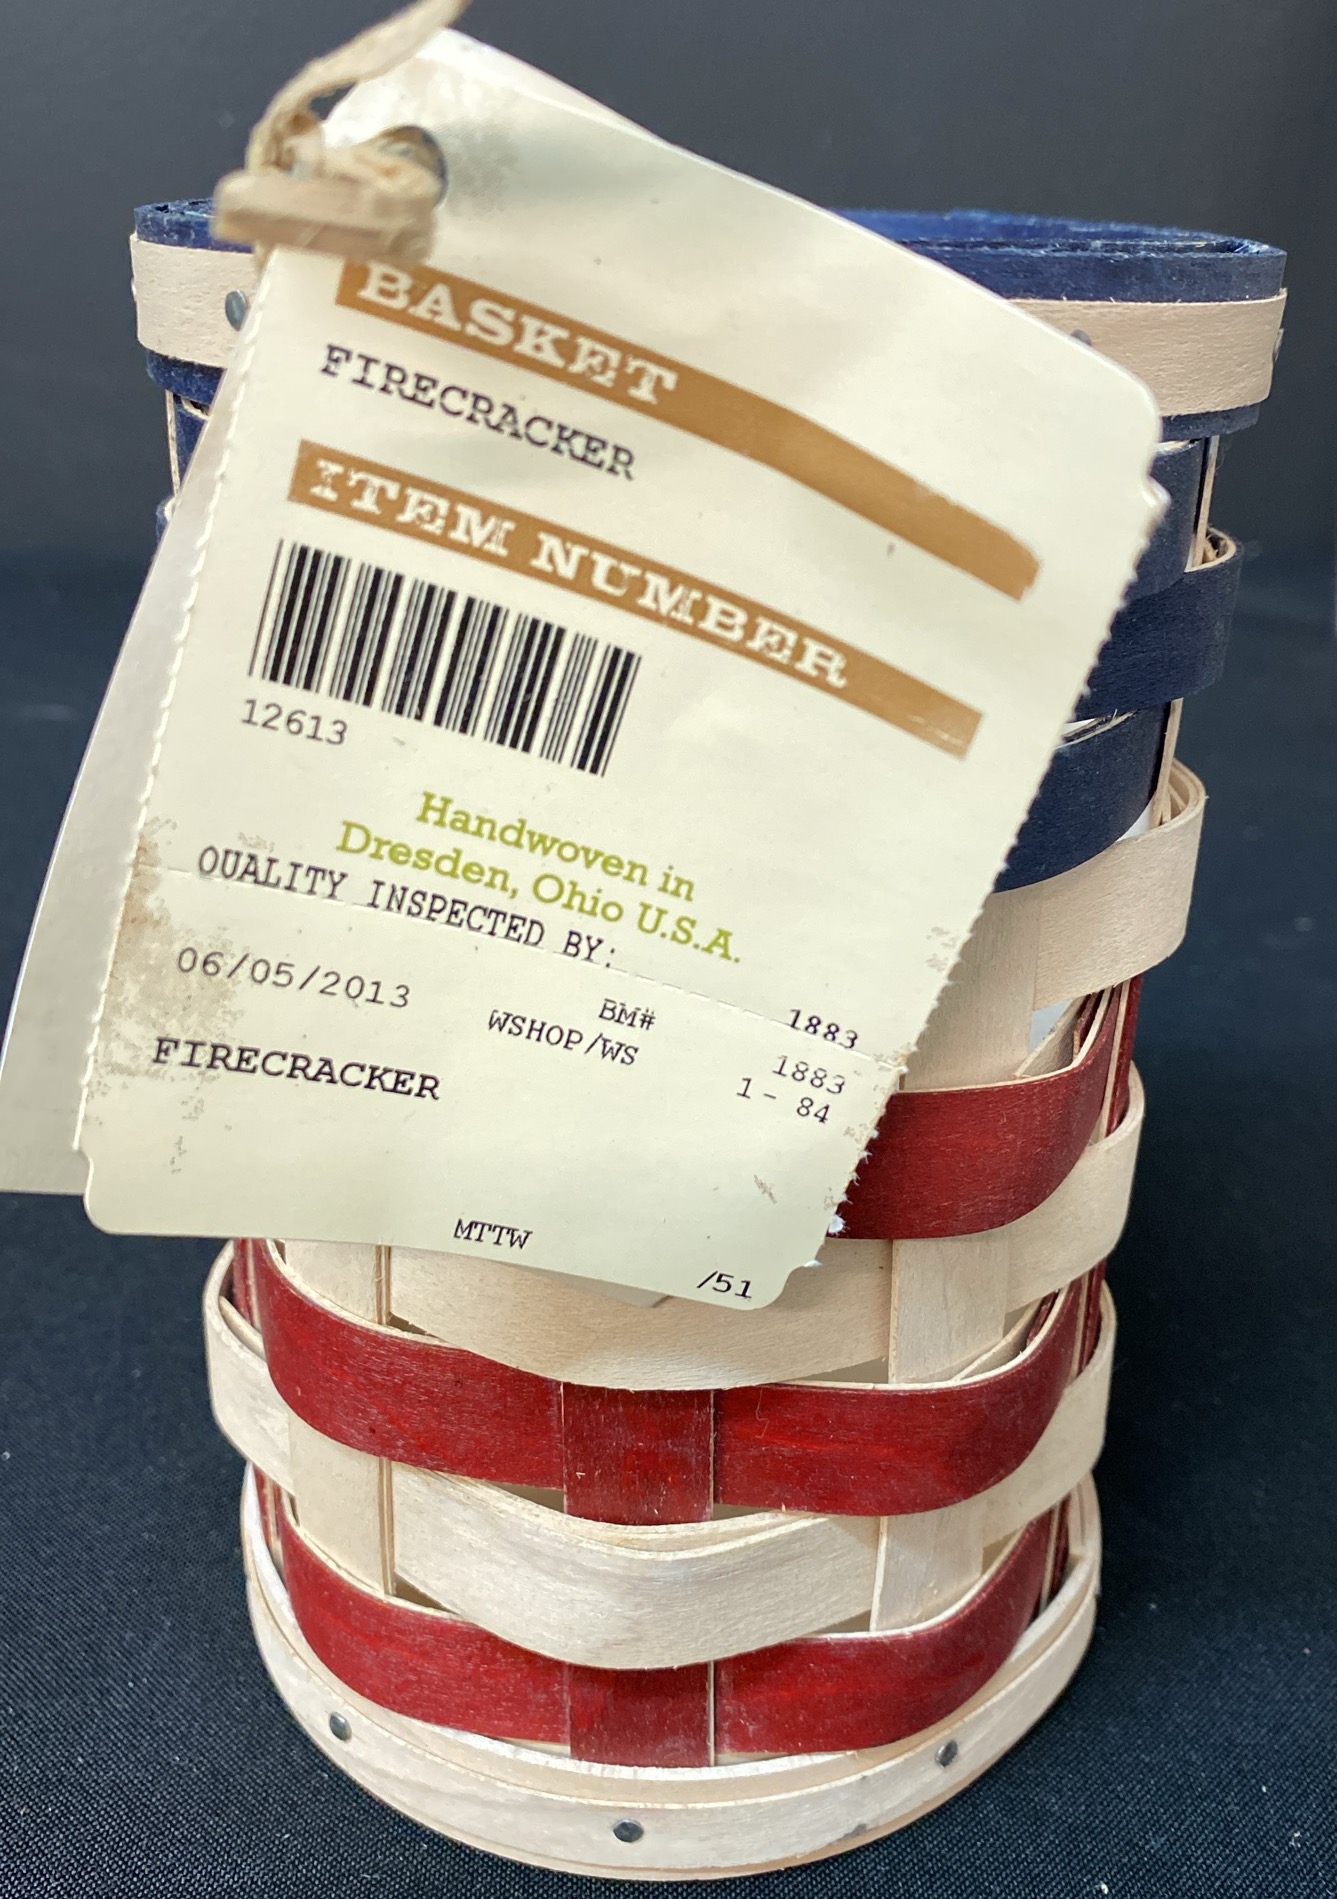 BASKET
FIRECRACKER
ITEM NUMBER
12613
Handwoven in
Dresden, Ohio U.S.A.
QUALITY INSPECTED BY:
06/05/2013 BM# 1883
WSHOP/WS 1883
FIRECRACKER 1- 84
MTTW
/51